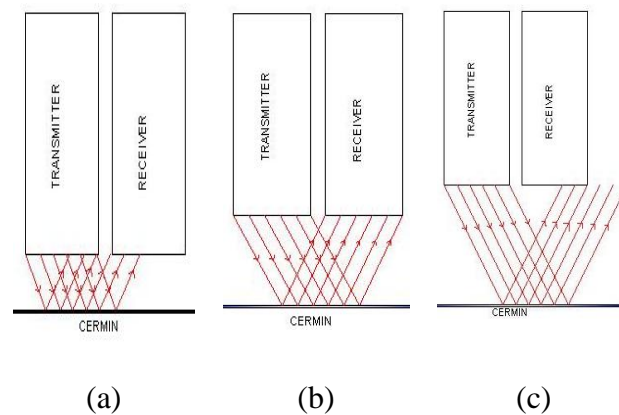 TRANSMITTER
RECEIVER
CERMIN
TRANSMITTER
RECEIVER
CERMIN
TRANSMITTER
RECEIVER
CERMIN
(a)
(b)
(c)